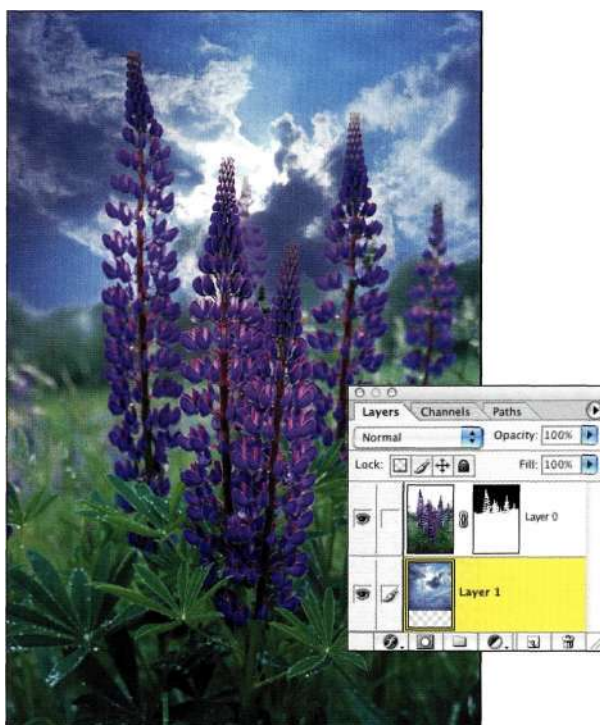 Layers Channels Paths
Normal Opacity: 100%
Lock: Fill: 100%
Layer 0
Layer 1